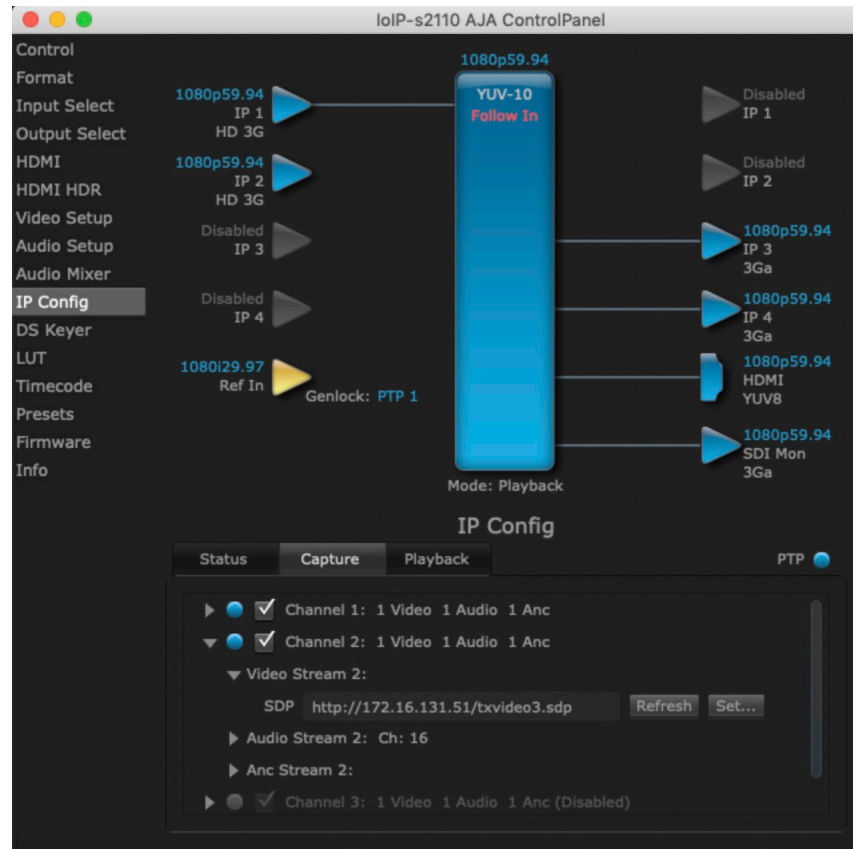 IoIP-s2110 AJA ControlPanel
Control
Format
Input Select
Output Select
HDMI
HDMI HDR
Video Setup
Audio Setup
Audio Mixer
IP Config
DS Keyer
LUT
Timecode
Presets
Firmware
Info
1080p59.94
YUV-10
Follow In
1080p59.94
IP 1
HD 3G
1080p59.94
IP 2
HD 3G
Disabled
IP 3
Disabled
IP 4
1080i29.97
Ref In
Genlock: PTP 1
Disabled
IP 1
Disabled
IP 2
1080p59.94
IP 3
3Ga
1080p59.94
IP 4
3Ga
1080p59.94
HDMI
YUV8
1080p59.94
SDI Mon
3Ga
Mode: Playback
IP Config
Status Capture Playback PTP
Channel 1: 1 Video 1 Audio 1 Anc
Channel 2: 1 Video 1 Audio 1 Anc
Video Stream 2:
SDP http://172.16.131.51/txvideo3.sdp Refresh Set...
Audio Stream 2: Ch: 16
Anc Stream 2:
Channel 3: 1 Video 1 Audio 1 Anc (Disabled)